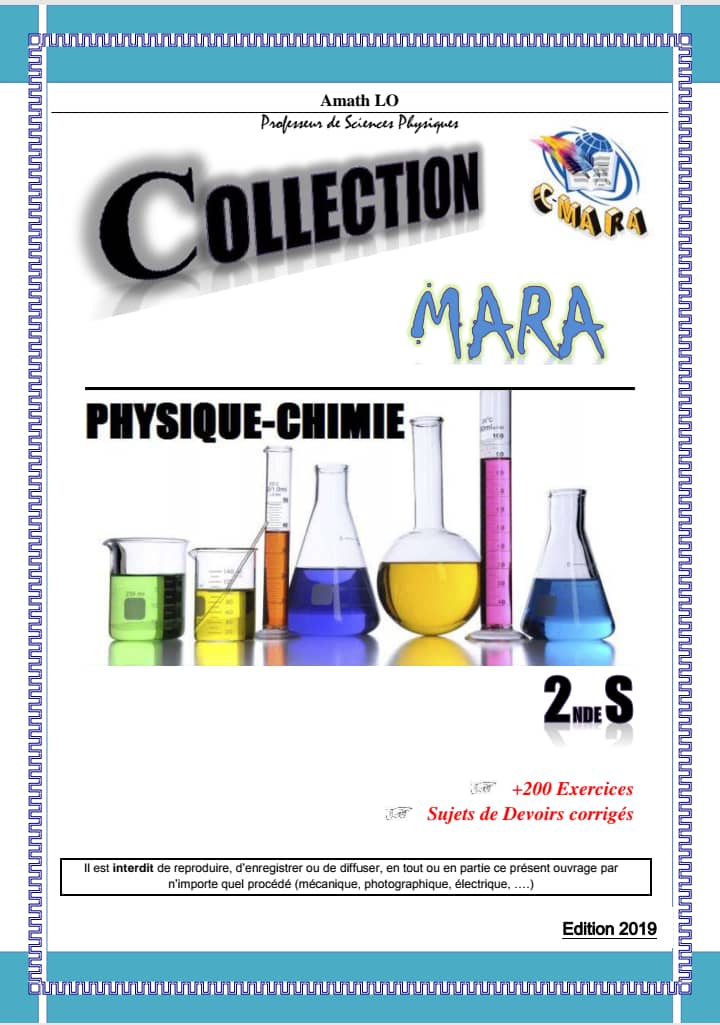 Amath LO
Professeur de Sciences Physiques
COLLECTION
C-MARA
MARA
PHYSIQUE-CHIMIE
2NDE S
+200 Exercices
Sujets de Devoirs corrigés
Il est interdit de reproduire, d'enregistrer ou de diffuser, en tout ou en partie ce présent ouvrage par
n'importe quel procédé (mécanique, photographique, électrique, ….)
Edition 2019